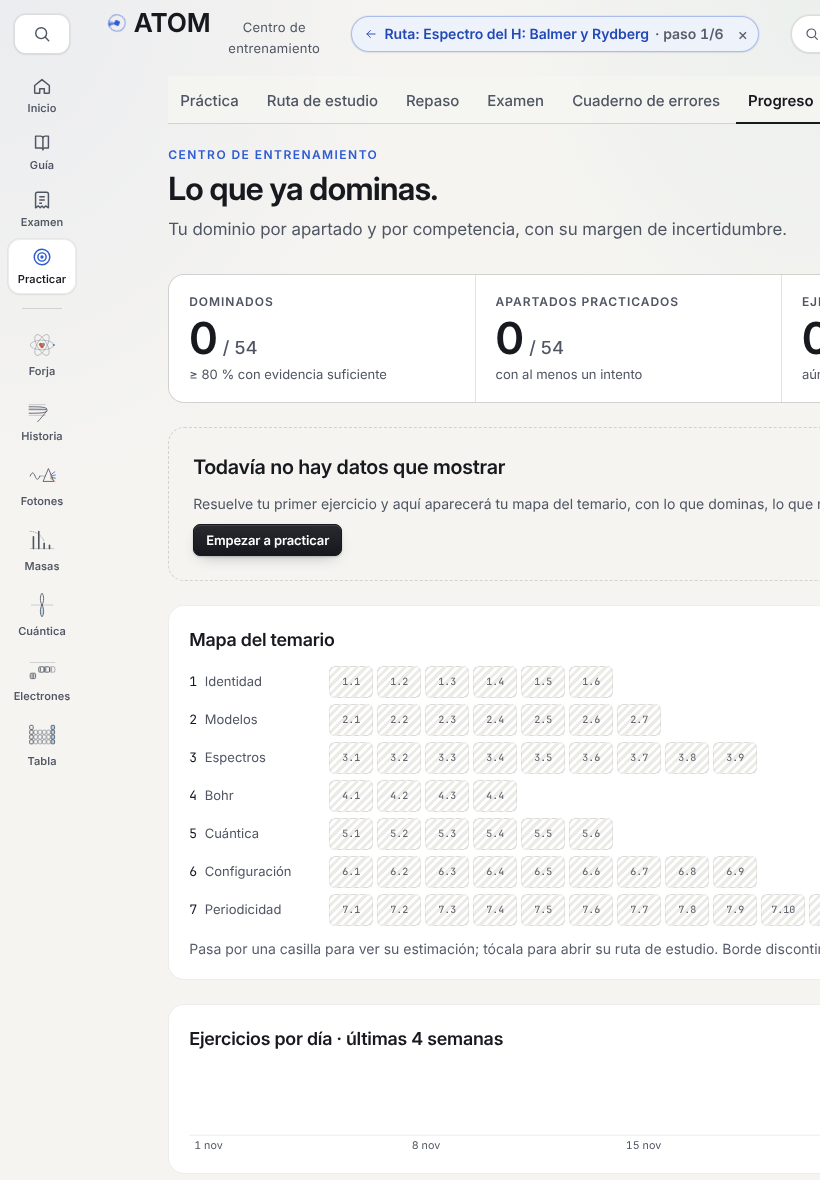 ATOM
Centro de
entrenamiento
← Ruta: Espectro del H: Balmer y Rydberg · paso 1/6 ×
Inicio
Guía
Examen
Practicar
Forja
Historia
Fotones
Masas
Cuántica
Electrones
Tabla
Práctica
Ruta de estudio
Repaso
Examen
Cuaderno de errores
Progreso
CENTRO DE ENTRENAMIENTO
Lo que ya dominas.
Tu dominio por apartado y por competencia, con su margen de incertidumbre.
DOMINADOS
0 / 54
≥ 80 % con evidencia suficiente
APARTADOS PRACTICADOS
0 / 54
con al menos un intento
Todavía no hay datos que mostrar
Resuelve tu primer ejercicio y aquí aparecerá tu mapa del temario, con lo que dominas, lo que
Empezar a practicar
Mapa del temario
1 Identidad 1.1 1.2 1.3 1.4 1.5 1.6
2 Modelos 2.1 2.2 2.3 2.4 2.5 2.6 2.7
3 Espectros 3.1 3.2 3.3 3.4 3.5 3.6 3.7 3.8 3.9
4 Bohr 4.1 4.2 4.3 4.4
5 Cuántica 5.1 5.2 5.3 5.4 5.5 5.6
6 Configuración 6.1 6.2 6.3 6.4 6.5 6.6 6.7 6.8 6.9
7 Periodicidad 7.1 7.2 7.3 7.4 7.5 7.6 7.7 7.8 7.9 7.10
Pasa por una casilla para ver su estimación; tócala para abrir su ruta de estudio. Borde
Ejercicios por día · últimas 4 semanas
1 nov
8 nov
15 nov